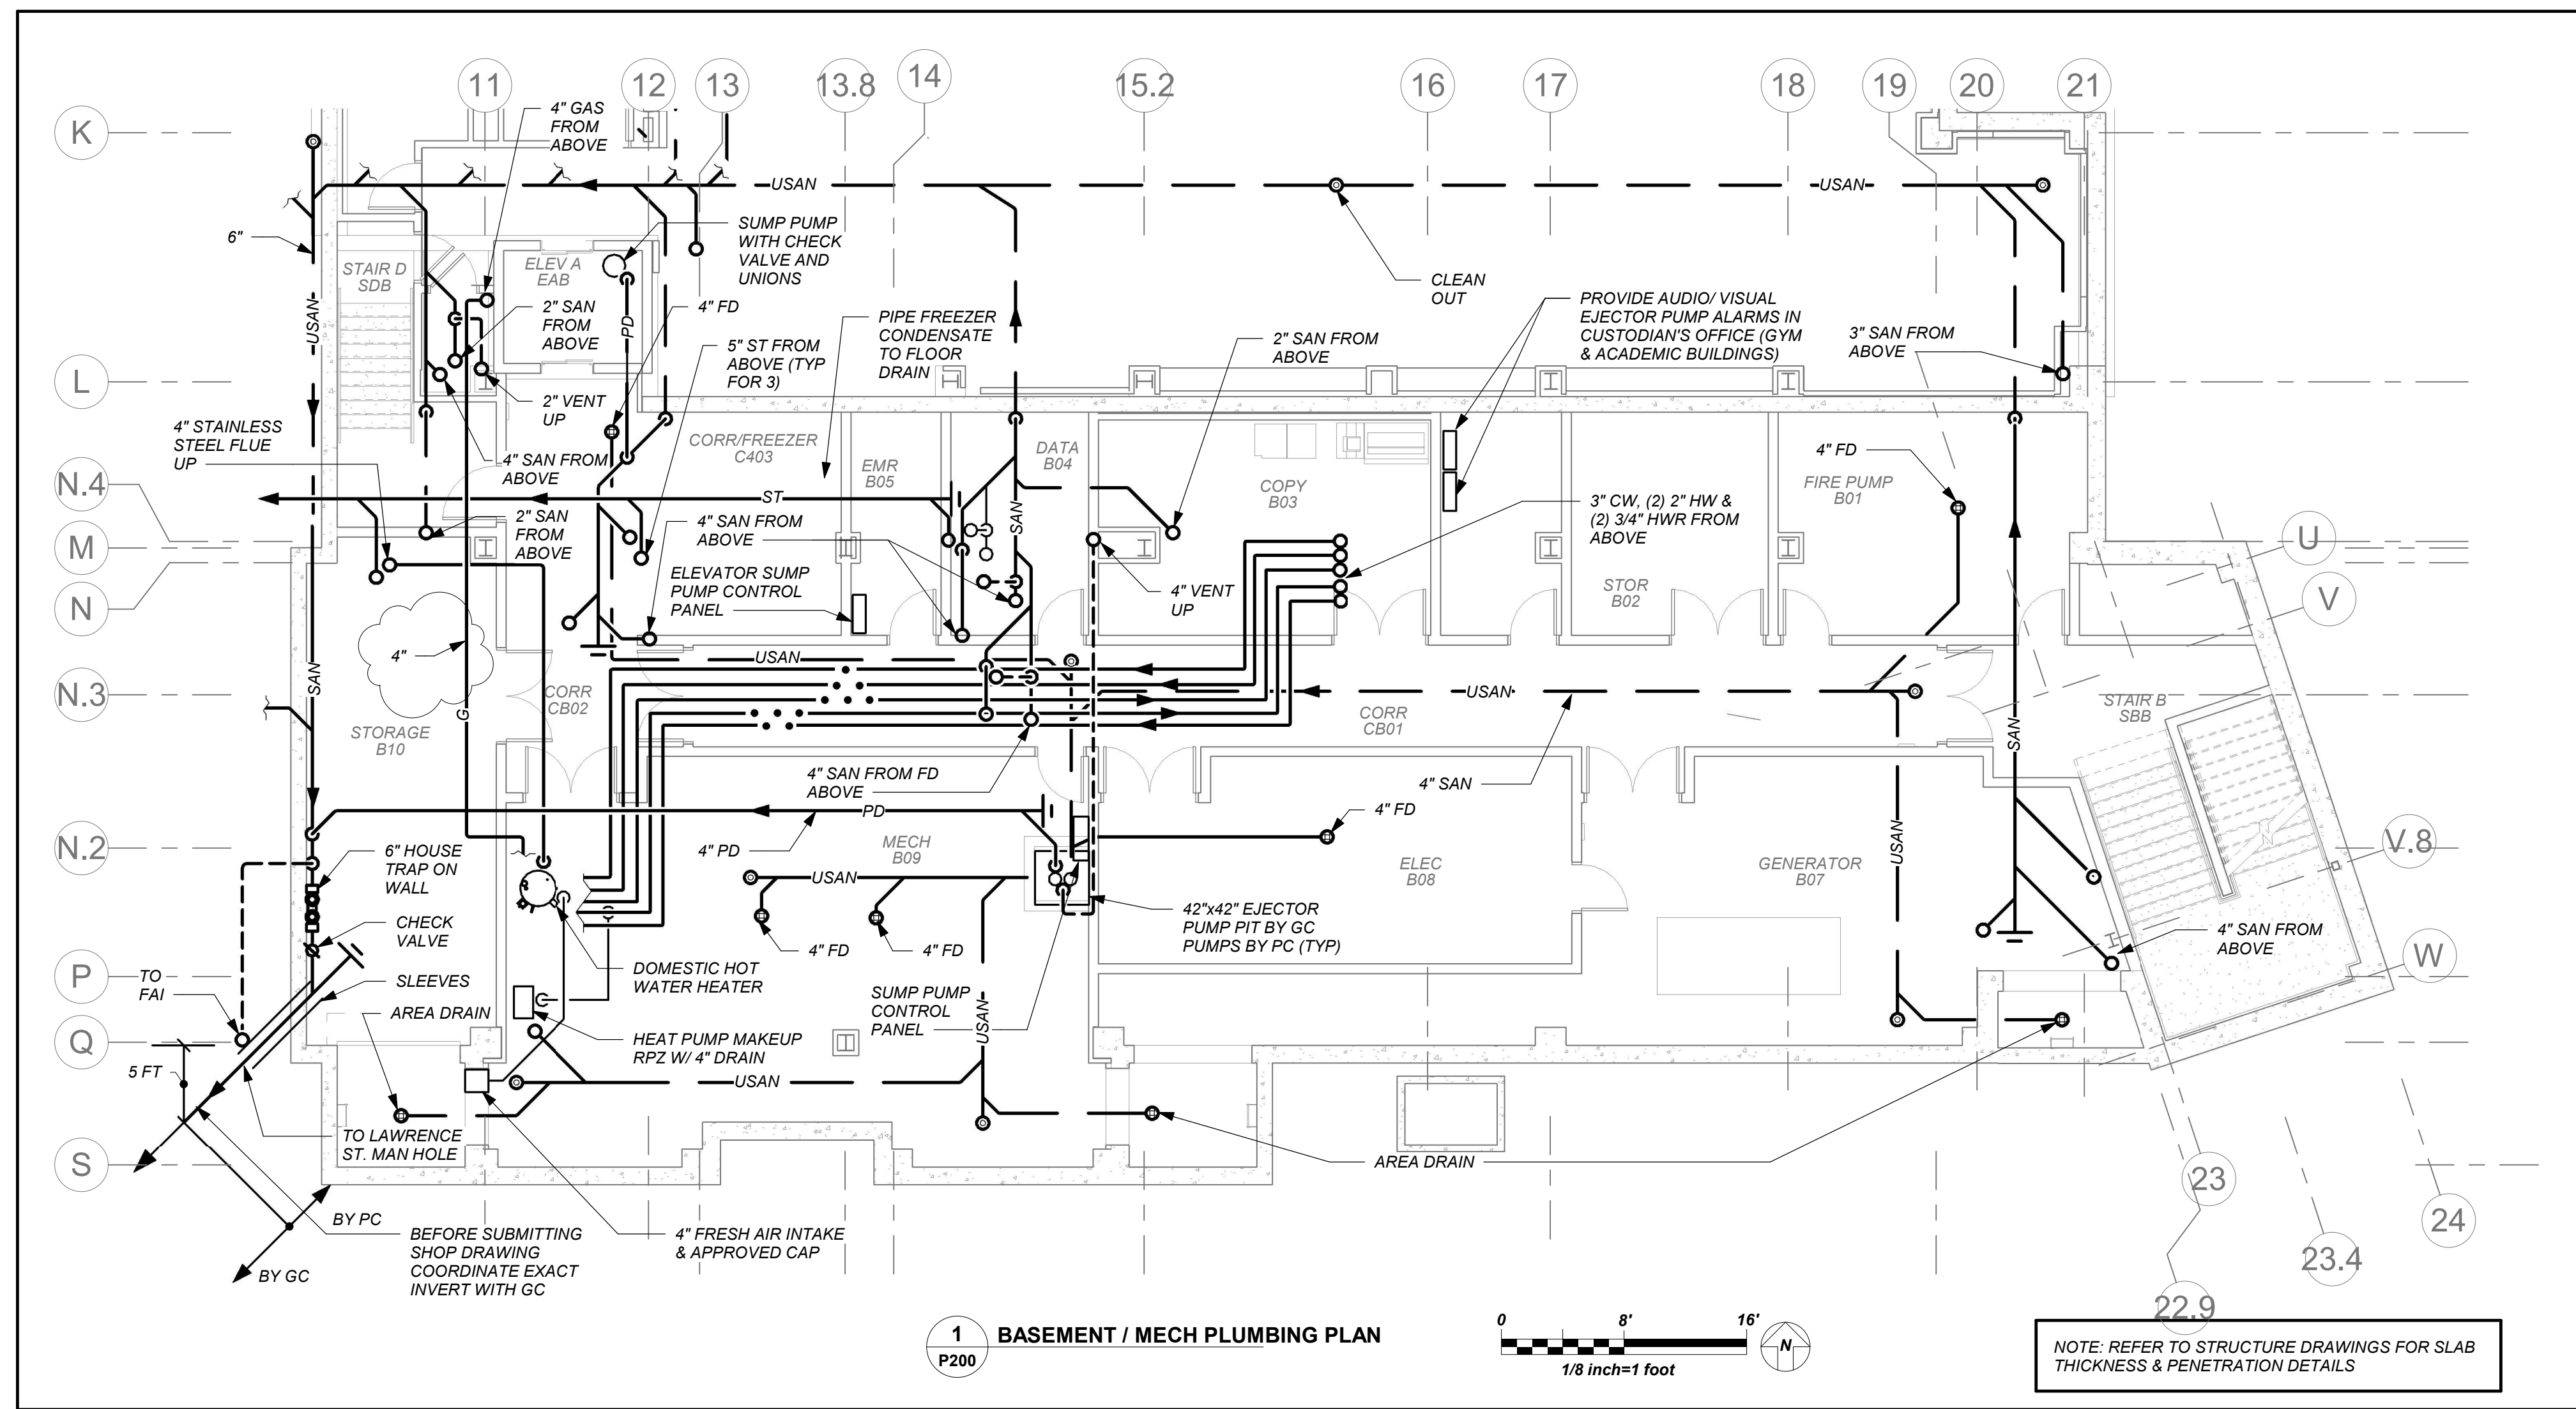 11
12
13
13.8
14
15.2
16
17
18
19
20
21
K
L
N.4
M
N
N.3
N.2
P
Q
S
U
V
V.8
W
23
22.9
23.4
24
4" GAS
FROM
ABOVE
USAN
USAN
6"
STAIR D
SDB
ELEV A
EAB
SUMP PUMP
WITH CHECK
VALVE AND
UNIONS
CLEAN
OUT
USAN
PD
2" SAN
FROM
ABOVE
4" FD
5" ST FROM
ABOVE (TYP
FOR 3)
PIPE FREEZER
CONDENSATE
TO FLOOR
DRAIN
2" SAN FROM
ABOVE
PROVIDE AUDIO/ VISUAL
EJECTOR PUMP ALARMS IN
CUSTODIAN'S OFFICE (GYM
& ACADEMIC BUILDINGS)
3" SAN FROM
ABOVE
2" VENT
UP
4" STAINLESS
STEEL FLUE
UP
4" SAN FROM
ABOVE
CORR/FREEZER
C403
EMR
B05
DATA
B04
COPY
B03
FIRE PUMP
B01
4" FD
ST
SAN
2" SAN
FROM
ABOVE
4" SAN FROM
ABOVE
3" CW, (2) 2" HW &
(2) 3/4" HWR FROM
ABOVE
ELEVATOR SUMP
PUMP CONTROL
PANEL
4" VENT
UP
STOR
B02
4"
SAN
USAN
G
CORR
CB02
STORAGE
B10
USAN
CORR
CB01
STAIR B
SBB
SAN
4" SAN FROM FD
ABOVE
4" SAN
PD
4" FD
4" PD
MECH
B09
ELEC
B08
GENERATOR
B07
USAN
6" HOUSE
TRAP ON
WALL
USAN
CHECK
VALVE
4" FD
4" FD
42"x42" EJECTOR
PUMP PIT BY GC
PUMPS BY PC (TYP)
4" SAN FROM
ABOVE
TO
FAI
SLEEVES
DOMESTIC HOT
WATER HEATER
SUMP PUMP
CONTROL
PANEL
USAN
AREA DRAIN
HEAT PUMP MAKEUP
RPZ W/ 4" DRAIN
5 FT
USAN
TO LAWRENCE
ST. MAN HOLE
AREA DRAIN
BY PC
BY GC
BEFORE SUBMITTING
SHOP DRAWING
COORDINATE EXACT
INVERT WITH GC
4" FRESH AIR INTAKE
& APPROVED CAP
1
P200
BASEMENT / MECH PLUMBING PLAN
0 8' 16'
1/8 inch=1 foot
N
NOTE: REFER TO STRUCTURE DRAWINGS FOR SLAB
THICKNESS & PENETRATION DETAILS